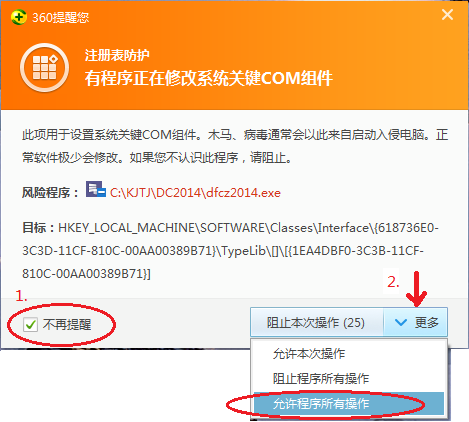 360提醒您
注册表防护
有程序正在修改系统关键COM组件
此项用于设置系统关键COM组件。木马、病毒通常会以此来自启动入侵电脑。正
常软件极少会修改。如果您不认识此程序，请阻止。
风险程序： C:\KJTJ\DC2014\dfcz2014.exe
目标：HKEY_LOCAL_MACHINE\SOFTWARE\Classes\Interface\{618736E0-
3C3D-11CF-810C-00AA00389B71}\TypeLib\[]\[{1EA4DBF0-3C3B-11CF-
810C-00AA00389B71}]
1.
2.
不再提醒
阻止本次操作 (25)
更多
允许本次操作
阻止程序所有操作
允许程序所有操作